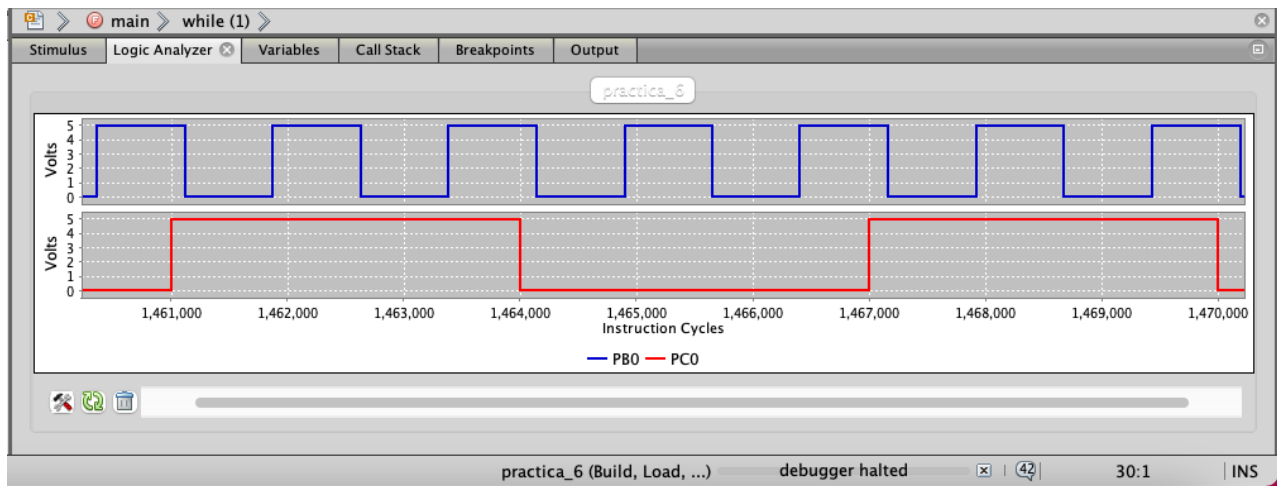 main while (1)
Stimulus Logic Analyzer Variables Call Stack Breakpoints Output
practica_6
Volts
5
4
3
2
1
0
Volts
5
4
3
2
1
0
1,461,000 1,462,000 1,463,000 1,464,000 1,465,000 1,466,000 1,467,000 1,468,000 1,469,000 1,470,000
Instruction Cycles
PB0 PC0
practica_6 (Build, Load, ...) debugger halted 42 30:1 INS